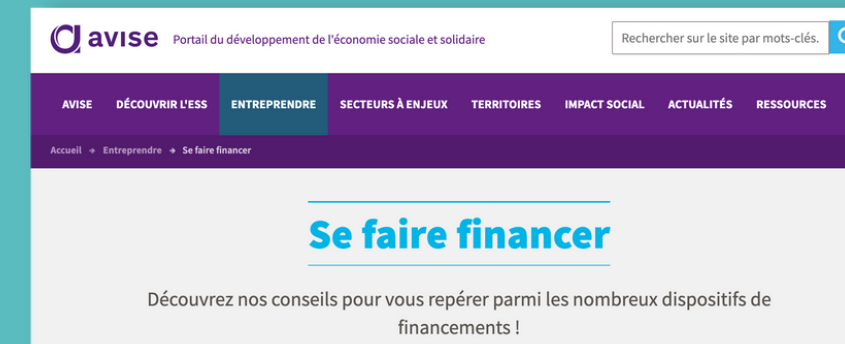 avise
Portail du développement de l'économie sociale et solidaire
Rechercher sur le site par mots-clés.
AVISE DÉCOUVRIR L'ESS ENTREPRENDRE SECTEURS À ENJEUX TERRITOIRES IMPACT SOCIAL ACTUALITÉS RESSOURCES
Accueil → Entreprendre → Se faire financer
Se faire financer
Découvrez nos conseils pour vous repérer parmi les nombreux dispositifs de
financements !